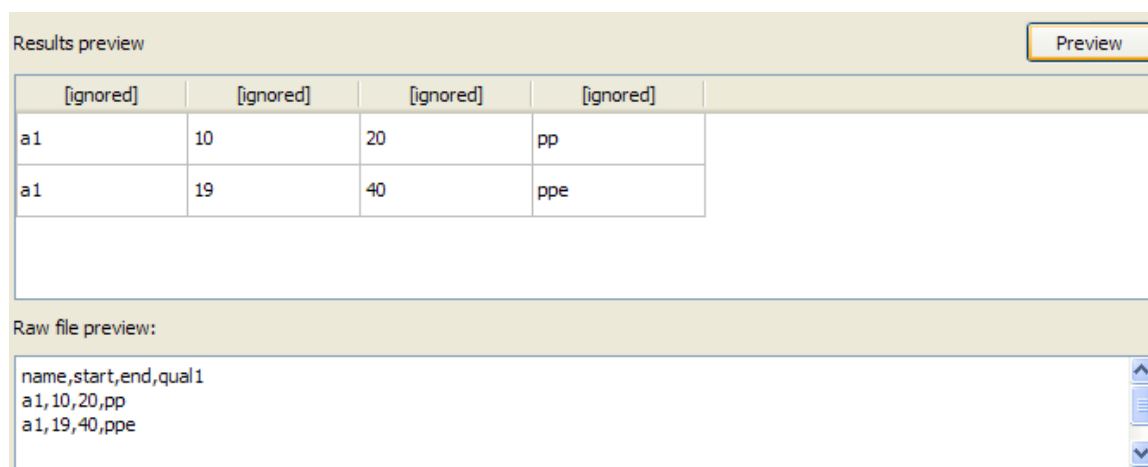 Results preview Preview
[ignored] [ignored] [ignored] [ignored]
a1 10 20 pp
a1 19 40 ppe
Raw file preview:
name,start,end,qual1
a1,10,20,pp
a1,19,40,ppe